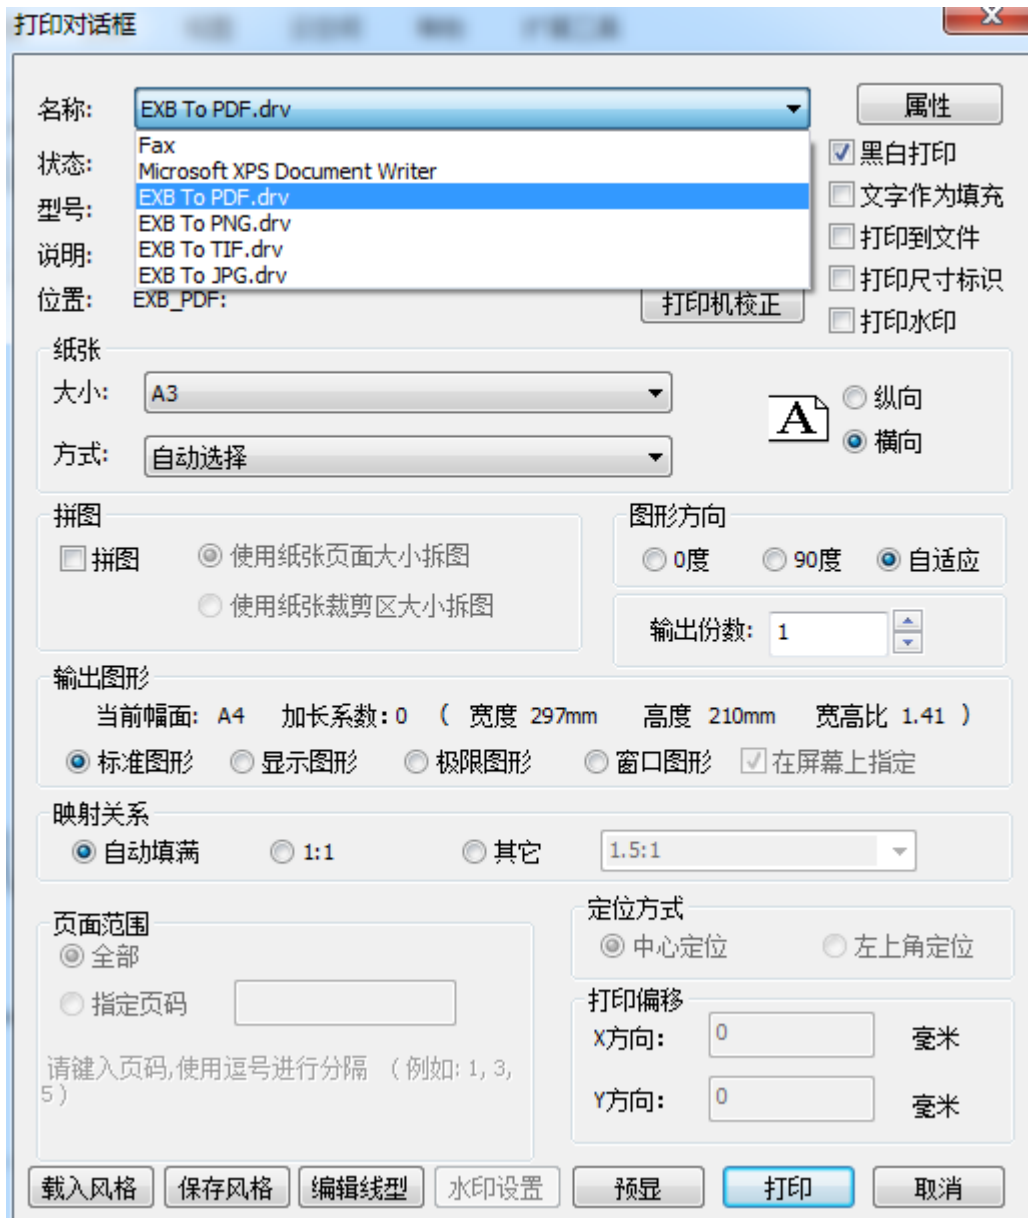 打印对话框
名称: EXB To PDF.drv 属性
Fax
状态: Microsoft XPS Document Writer 黑白打印
EXB To PDF.drv 文字作为填充
型号: EXB To PNG.drv 打印到文件
说明: EXB To TIF.drv
EXB To JPG.drv 打印尺寸标识
位置: EXB_PDF: 打印机校正
打印水印
纸张
大小: A3 A 纵向
方式: 自动选择 横向
拼图 图形方向
拼图 使用纸张页面大小拆图 0度 90度 自适应
使用纸张裁剪区大小拆图
输出份数: 1
输出图形
当前幅面: A4 加长系数:0 ( 宽度 297mm 高度 210mm 宽高比 1.41 )
标准图形 显示图形 极限图形 窗口图形 在屏幕上指定
映射关系
自动填满 1:1 其它 1.5:1
页面范围 定位方式
全部 中心定位 左上角定位
指定页码 打印偏移
X方向: 0 毫米
请键入页码,使用逗号进行分隔 (例如:1,3,
5)
Y方向: 0 毫米
载入风格 保存风格 编辑线型 水印设置 预显 打印 取消